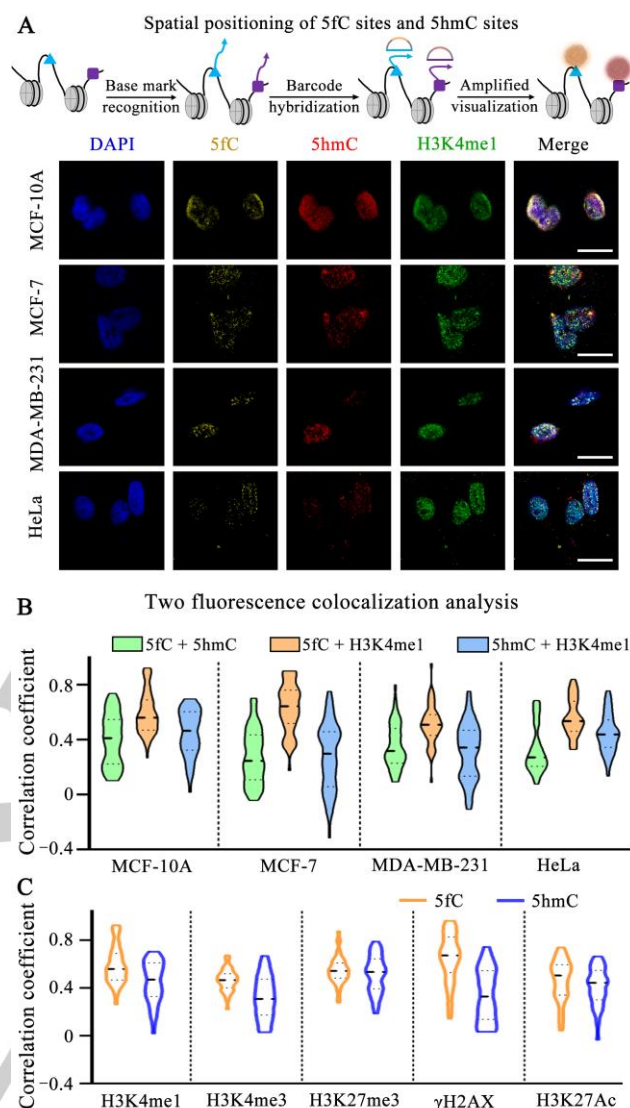 A Spatial positioning of 5fC sites and 5hmC sites
Base mark recognition
Barcode hybridization
Amplified visualization
DAPI 5fC 5hmC H3K4me1 Merge
MCF-10A
MCF-7
MDA-MB-231
HeLa
B Two fluorescence colocalization analysis
5fC + 5hmC 5fC + H3K4me1 5hmC + H3K4me1
Correlation coefficient
0.8
0.4
0
−0.4
MCF-10A MCF-7 MDA-MB-231 HeLa
C
5fC 5hmC
Correlation coefficient
0.8
0.4
0
−0.4
H3K4me1 H3K4me3 H3K27me3 γH2AX H3K27Ac